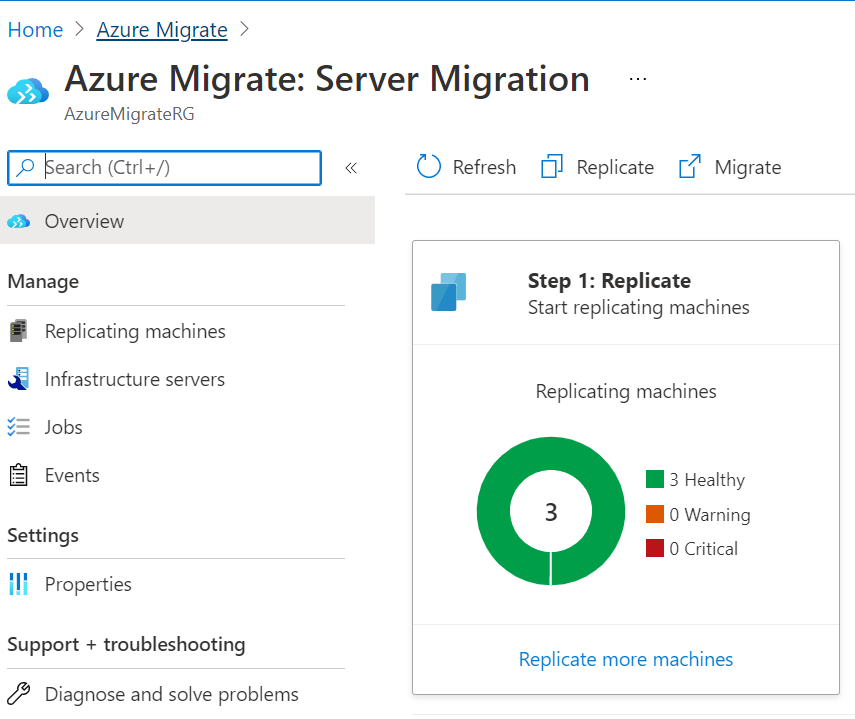 Home > Azure Migrate >
Azure Migrate: Server Migration ...
AzureMigrateRG
Search (Ctrl+/) «
Refresh Replicate Migrate
Overview
Manage
Replicating machines
Infrastructure servers
Jobs
Events
Settings
Properties
Support + troubleshooting
Diagnose and solve problems
Step 1: Replicate
Start replicating machines
Replicating machines
3
3 Healthy
0 Warning
0 Critical
Replicate more machines